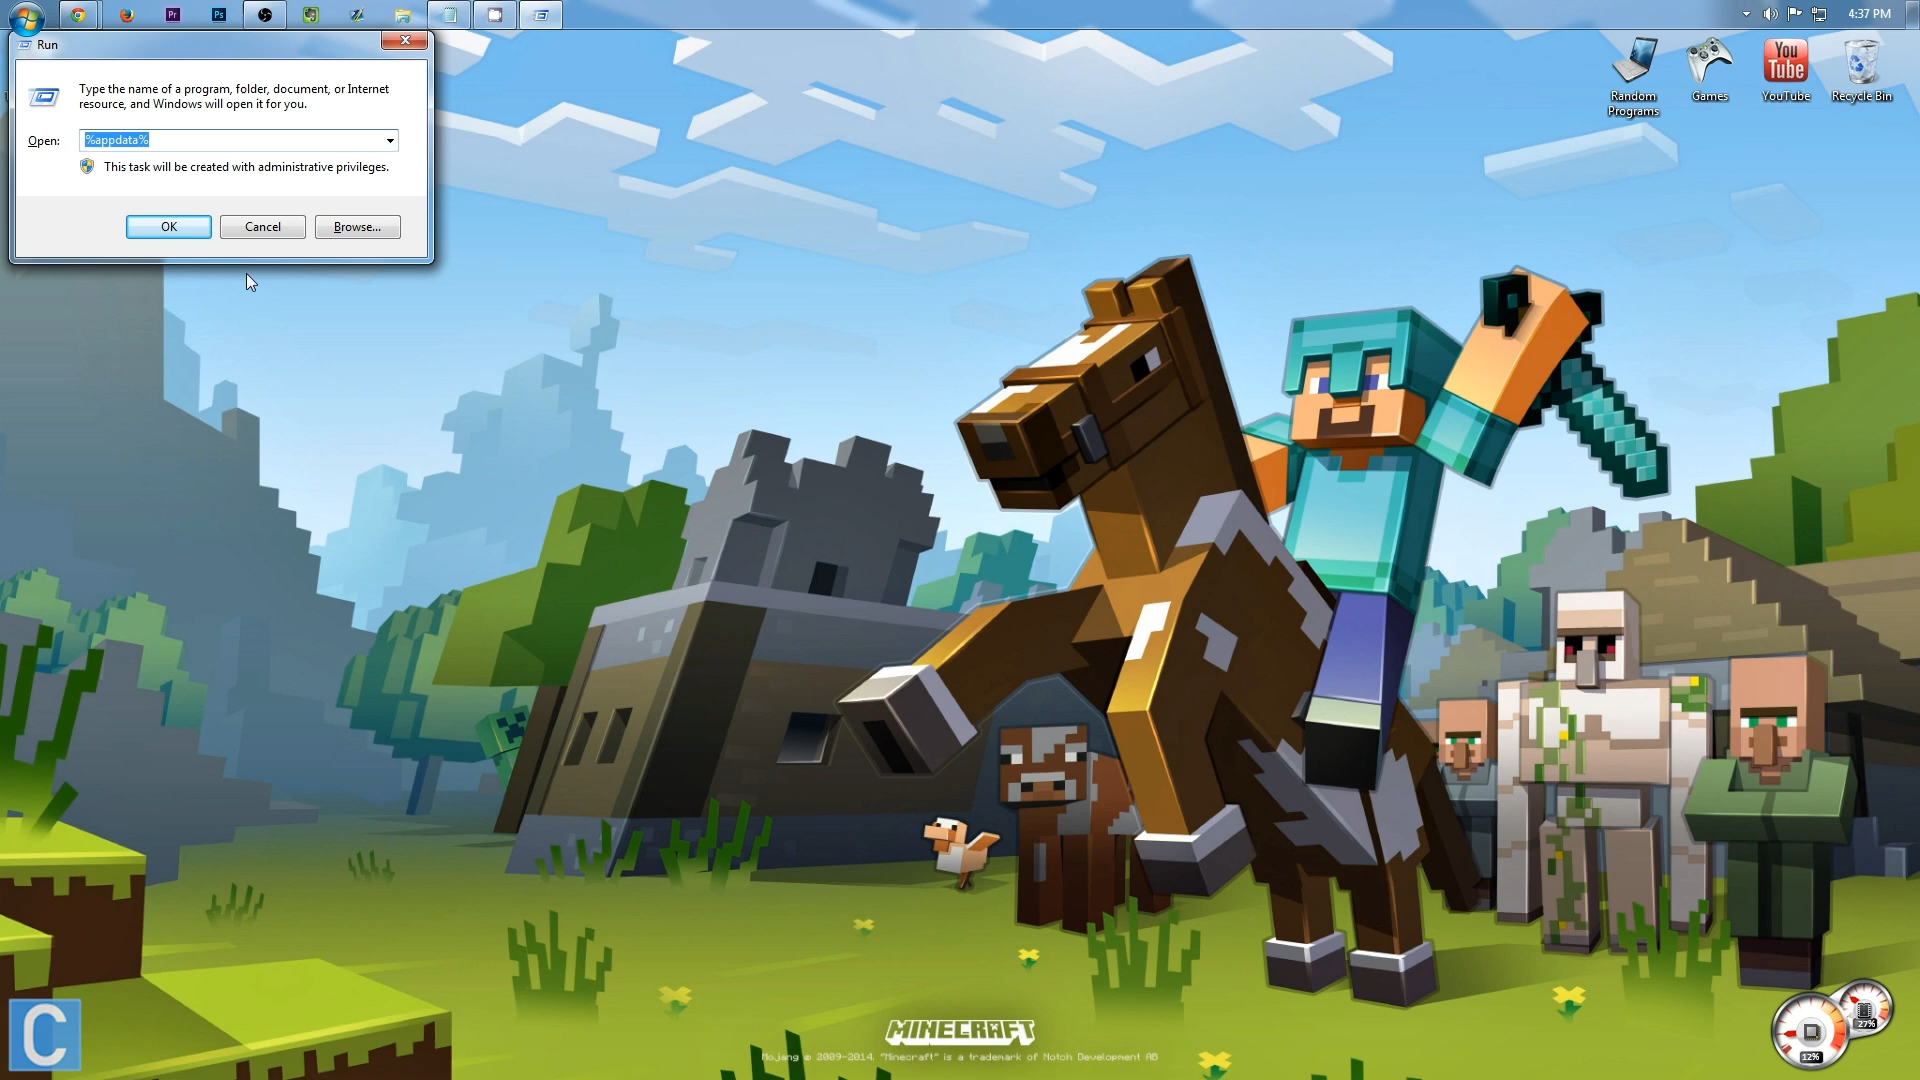 Pr
Ps
4:37 PM
Run
Type the name of a program, folder, document, or Internet
resource, and Windows will open it for you.
Open: %appdata%
This task will be created with administrative privileges.
OK
Cancel
Browse...
You
Tube
Random
Programs
Games
YouTube
Recycle Bin
C
MINECRAFT
Mojang © 2009-2014. "Minecraft" is a trademark of Notch Development AB
27%
12%